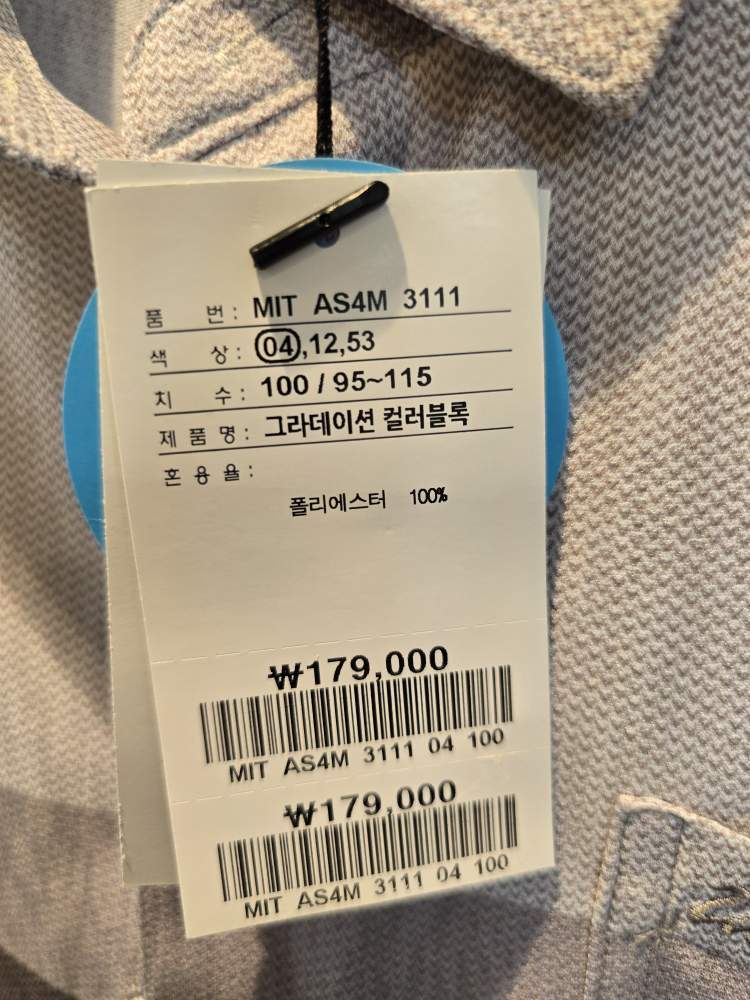 품 번 : MIT AS4M 3111
색 상 : 04,12,53
치 수 : 100 / 95~115
제 품 명 : 그라데이션 컬러블록
혼 용 율 :
폴리에스터 100%
₩179,000
MIT AS4M 3111 04 100
₩179,000
MIT AS4M 3111 04 100